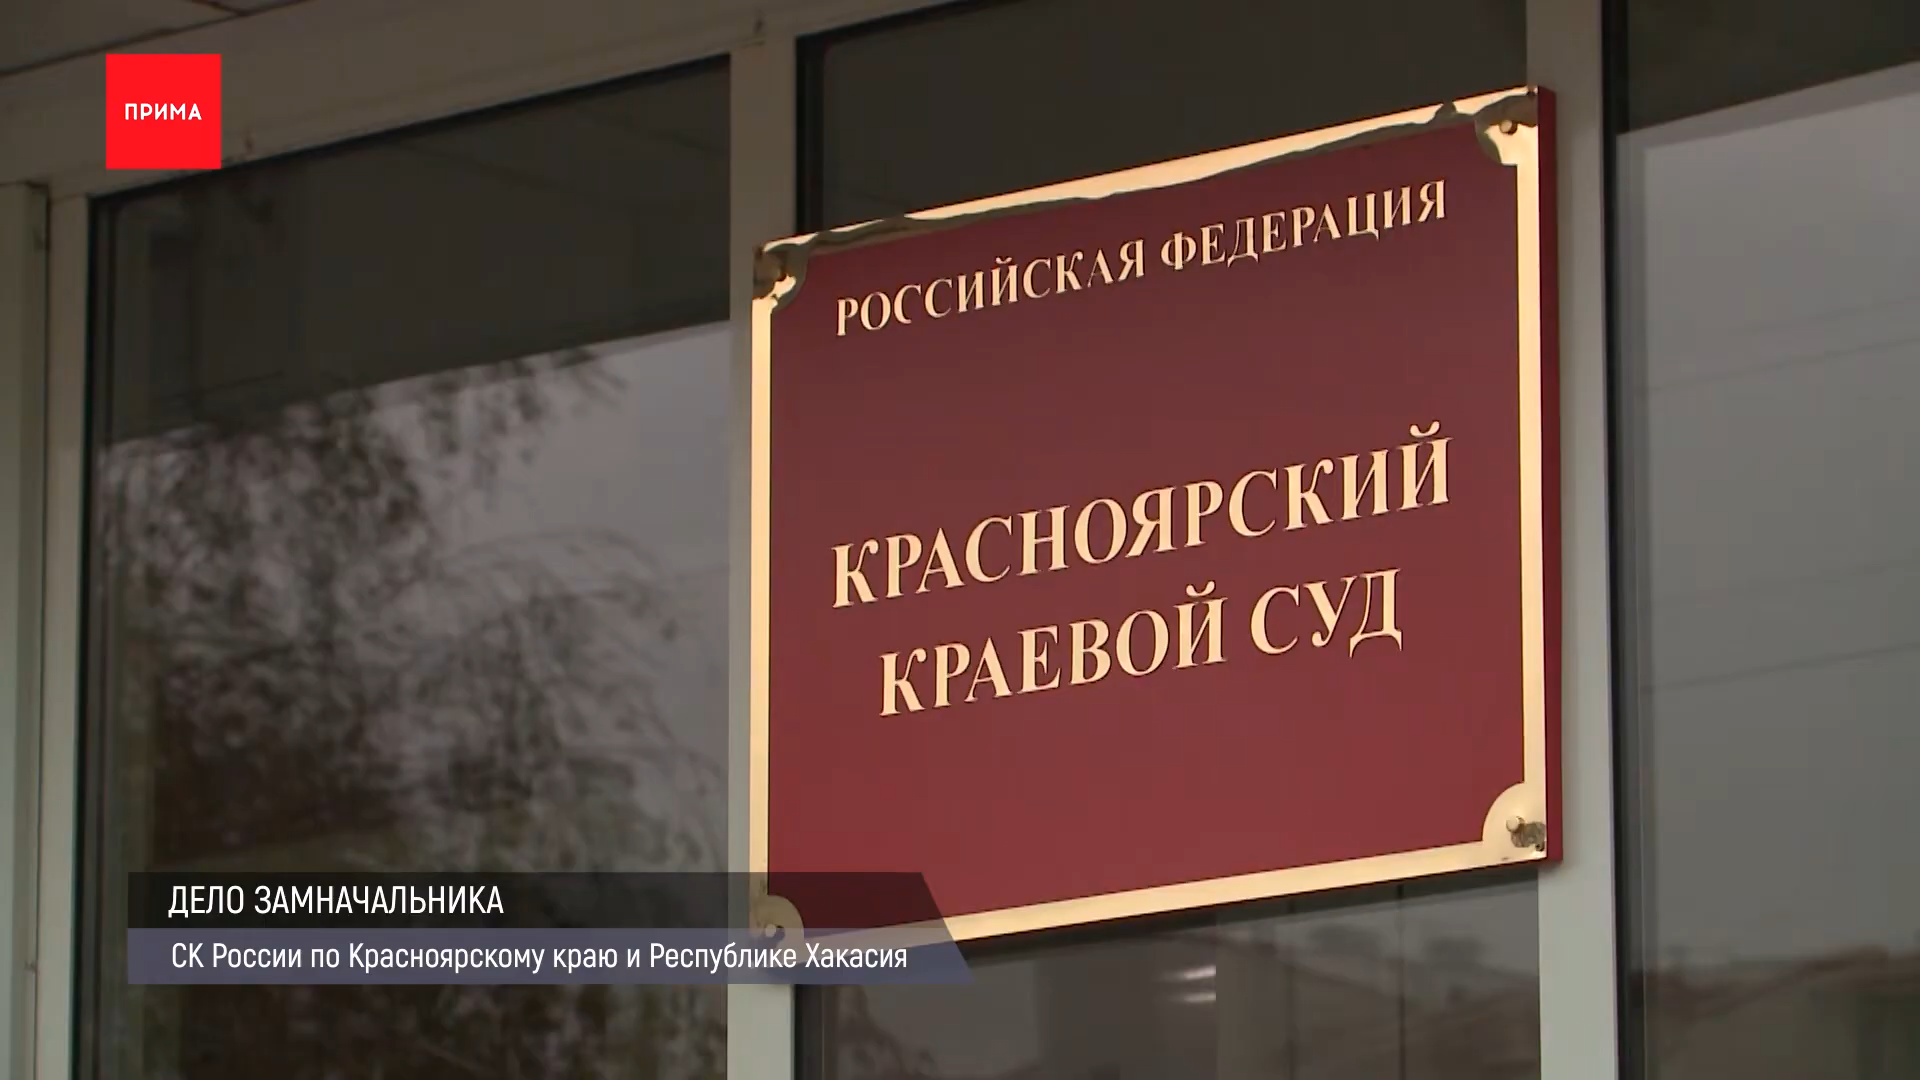 ПРИМА
РОССИЙСКАЯ ФЕДЕРАЦИЯ
КРАСНОЯРСКИЙ
КРАЕВОЙ СУД
ДЕЛО ЗАМНАЧАЛЬНИКА
СК России по Красноярскому краю и Республике Хакасия